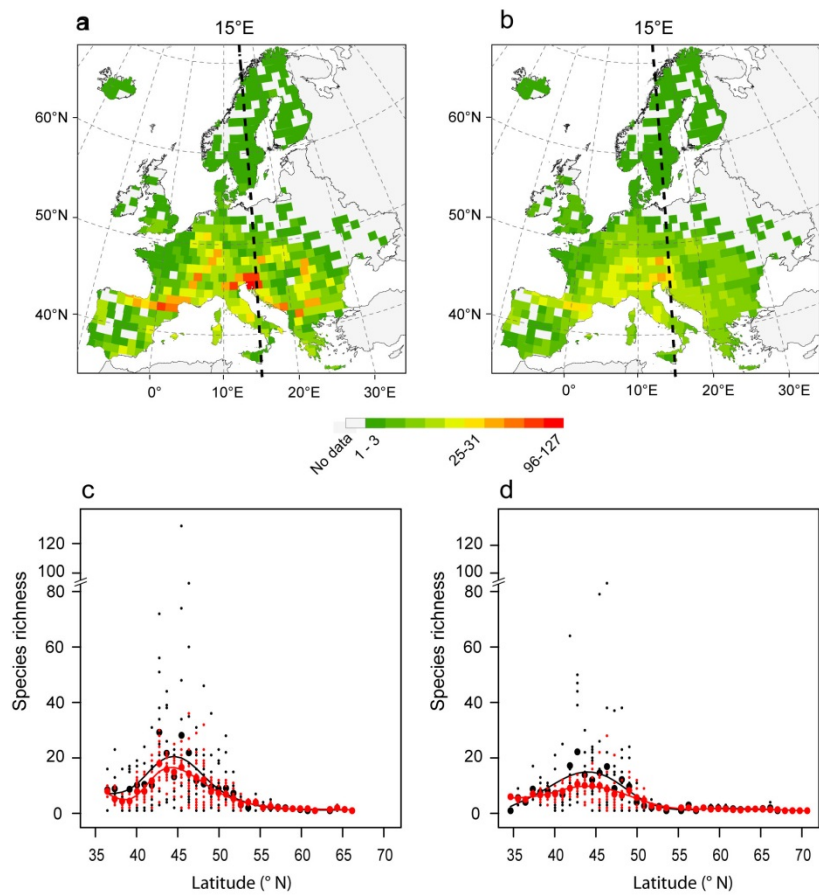 a
b
15°E
15°E
60°N
50°N
40°N
0°
10°E
20°E
30°E
60°N
50°N
40°N
0°
10°E
20°E
30°E
No data
1 - 3
25-31
96-127
c
d
Species richness
120
100
80
60
40
20
0
35
40
45
50
55
60
65
70
Latitude (° N)
Species richness
120
100
80
60
40
20
0
35
40
45
50
55
60
65
70
Latitude (° N)